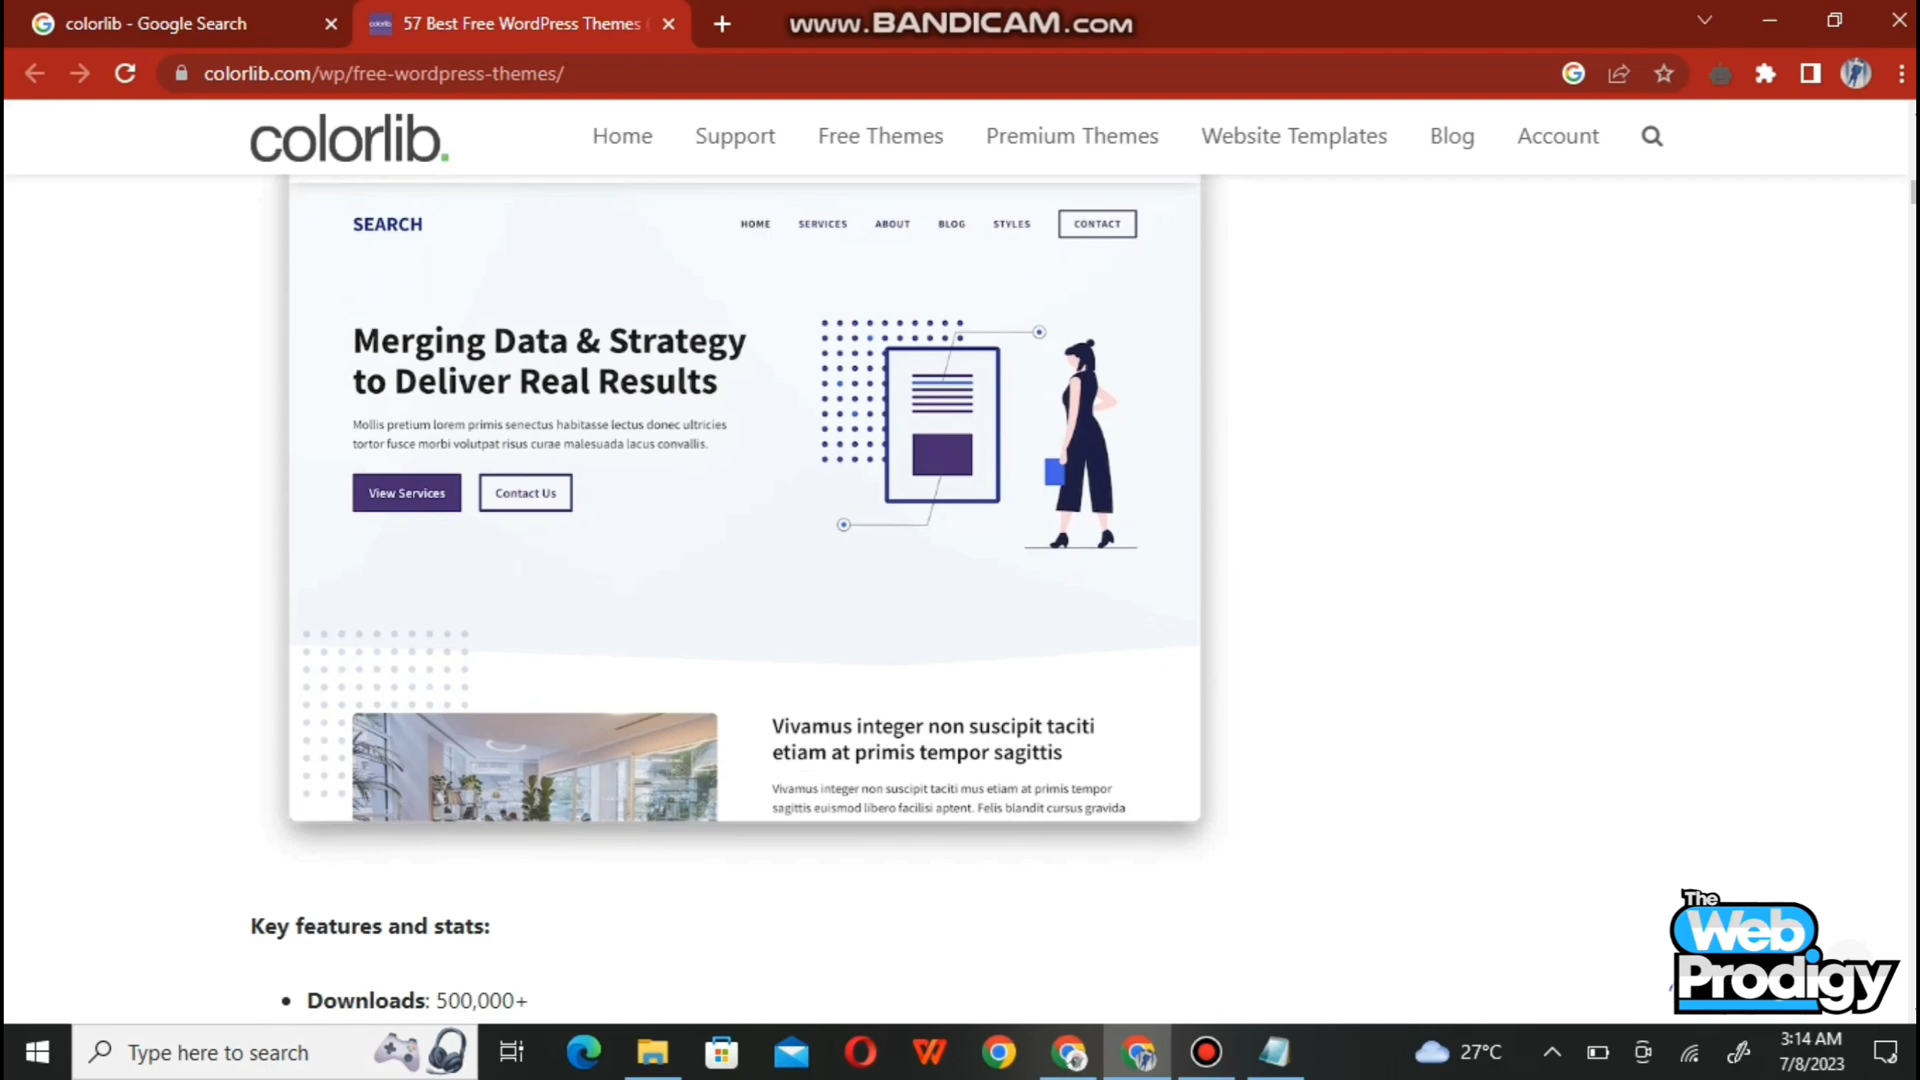 colorlib - Google Search
57 Best Free WordPress Themes (
www.BANDICAM.com
colorlib.com/wp/free-wordpress-themes/
colorlib.
Home
Support
Free Themes
Premium Themes
Website Templates
Blog
Account
SEARCH
HOME
SERVICES
ABOUT
BLOG
STYLES
CONTACT
Merging Data & Strategy
to Deliver Real Results
Mollis pretium lorem primis senectus habitasse lectus donec ultricies
tortor fusce morbi volutpat risus curae malesuada lacus convallis.
View Services
Contact Us
Vivamus integer non suscipit taciti
etiam at primis tempor sagittis
Vivamus integer non suscipit taciti mus etiam at primis tempor
sagittis euismod libero facilisi aptent. Felis blandit cursus gravida
Key features and stats:
• Downloads: 500,000+
The
Web
Prodigy
Type here to search
27°C
3:14 AM
7/8/2023